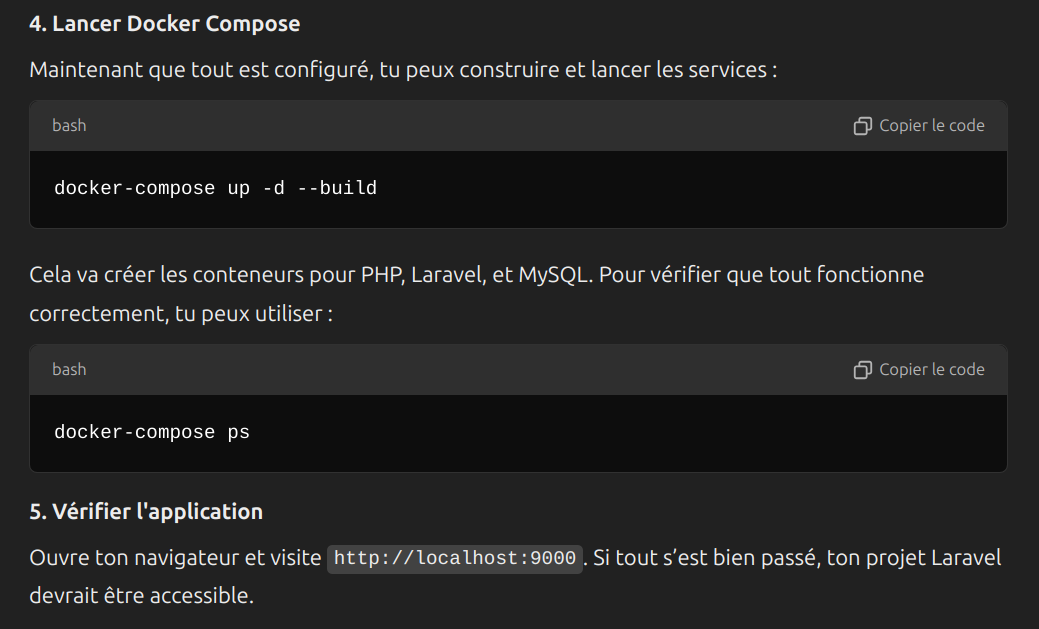 4. Lancer Docker Compose
Maintenant que tout est configuré, tu peux construire et lancer les services :
bash
Copier le code
docker-compose up -d --build
Cela va créer les conteneurs pour PHP, Laravel, et MySQL. Pour vérifier que tout fonctionne
correctement, tu peux utiliser :
bash
Copier le code
docker-compose ps
5. Vérifier l'application
Ouvre ton navigateur et visite http://localhost:9000. Si tout s’est bien passé, ton projet Laravel
devrait être accessible.